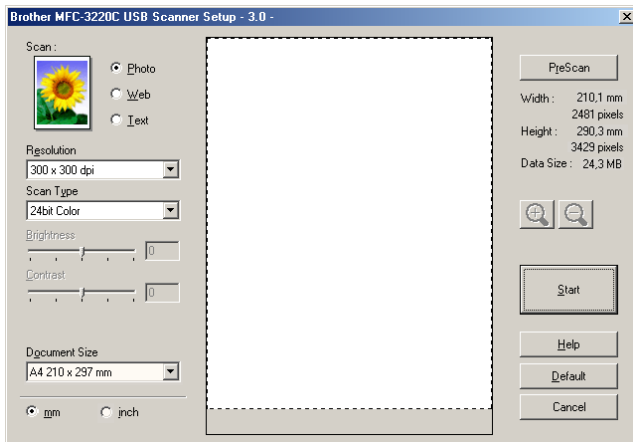 Brother MFC-3220C USB Scanner Setup - 3.0 -
Scan :
Photo
Web
Text
Resolution
300 x 300 dpi
Scan Type
24bit Color
Brightness
0
Contrast
0
Document Size
A4 210 x 297 mm
mm inch
PreScan
Width : 210,1 mm
2481 pixels
Height : 290,3 mm
3429 pixels
Data Size : 24,3 MB
Start
Help
Default
Cancel